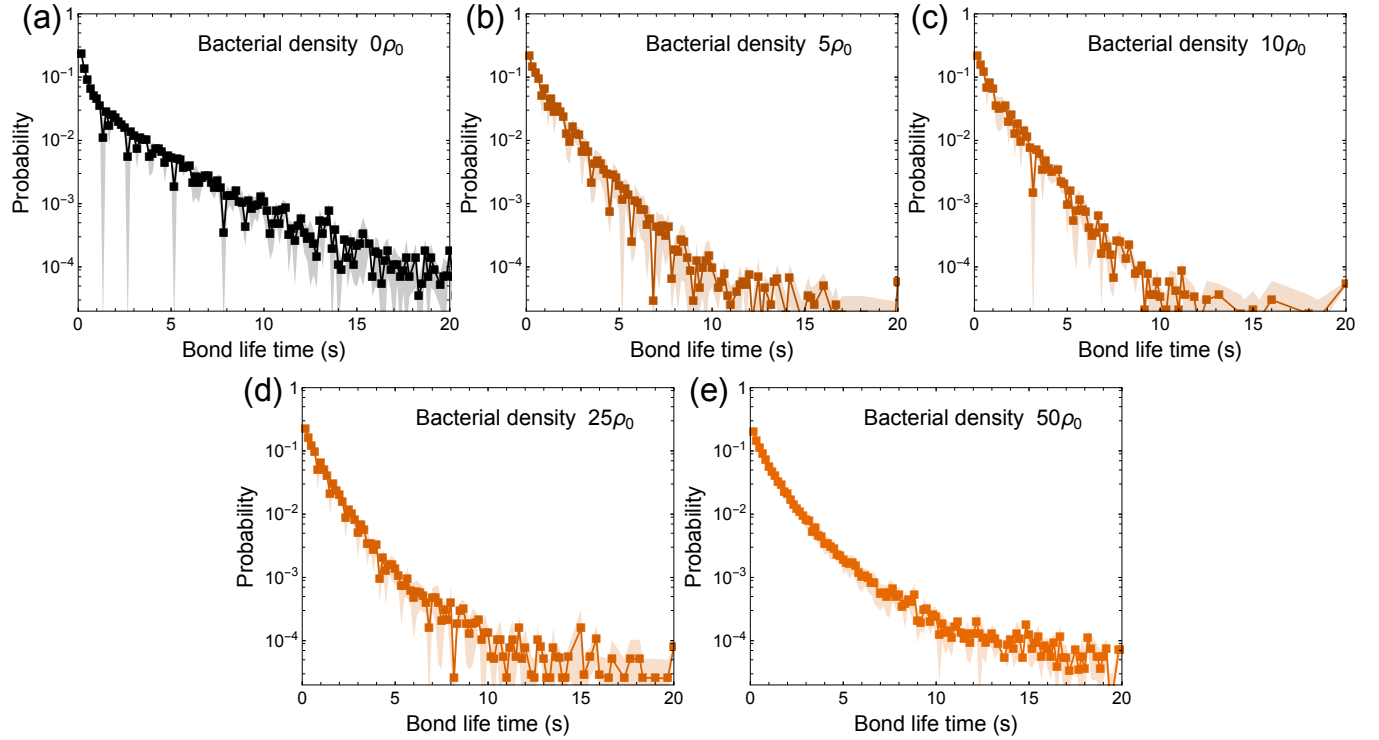 (a)
Bacterial density 0ρ₀
1
10⁻¹
10⁻²
10⁻³
10⁻⁴
Probability
0 5 10 15 20
Bond life time (s)
(b)
Bacterial density 5ρ₀
1
10⁻¹
10⁻²
10⁻³
10⁻⁴
Probability
0 5 10 15 20
Bond life time (s)
(c)
Bacterial density 10ρ₀
1
10⁻¹
10⁻²
10⁻³
10⁻⁴
Probability
0 5 10 15 20
Bond life time (s)
(d)
Bacterial density 25ρ₀
1
10⁻¹
10⁻²
10⁻³
10⁻⁴
Probability
0 5 10 15 20
Bond life time (s)
(e)
Bacterial density 50ρ₀
1
10⁻¹
10⁻²
10⁻³
10⁻⁴
Probability
0 5 10 15 20
Bond life time (s)